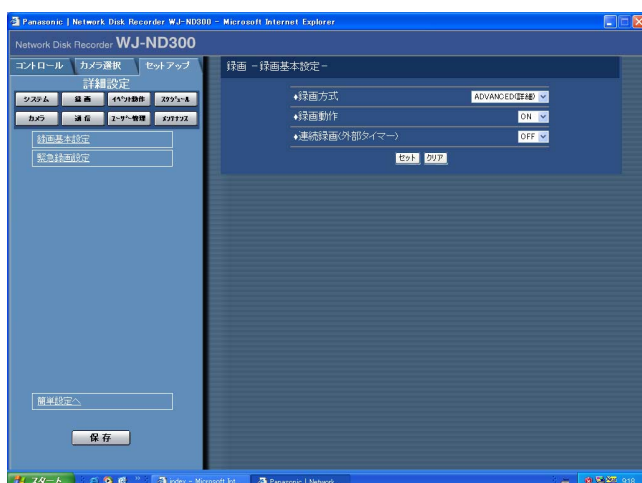 Panasonic | Network Disk Recorder WJ-ND300 - Microsoft Internet Explorer
Network Disk Recorder WJ-ND300
コントロール カメラ選択 セットアップ
詳細設定
システム 録画 イベント動作 スケジュール
カメラ 通信 ユーザー管理 メンテナンス
録画基本設定
緊急録画設定
簡単設定へ
保存
録画 -録画基本設定-
♦録画方式 ADVANCED(詳細)
♦録画動作 ON
♦連続録画(外部タイマー) OFF
セット クリア
スタート index - Microsoft Int... Panasonic | Network ... 9:18